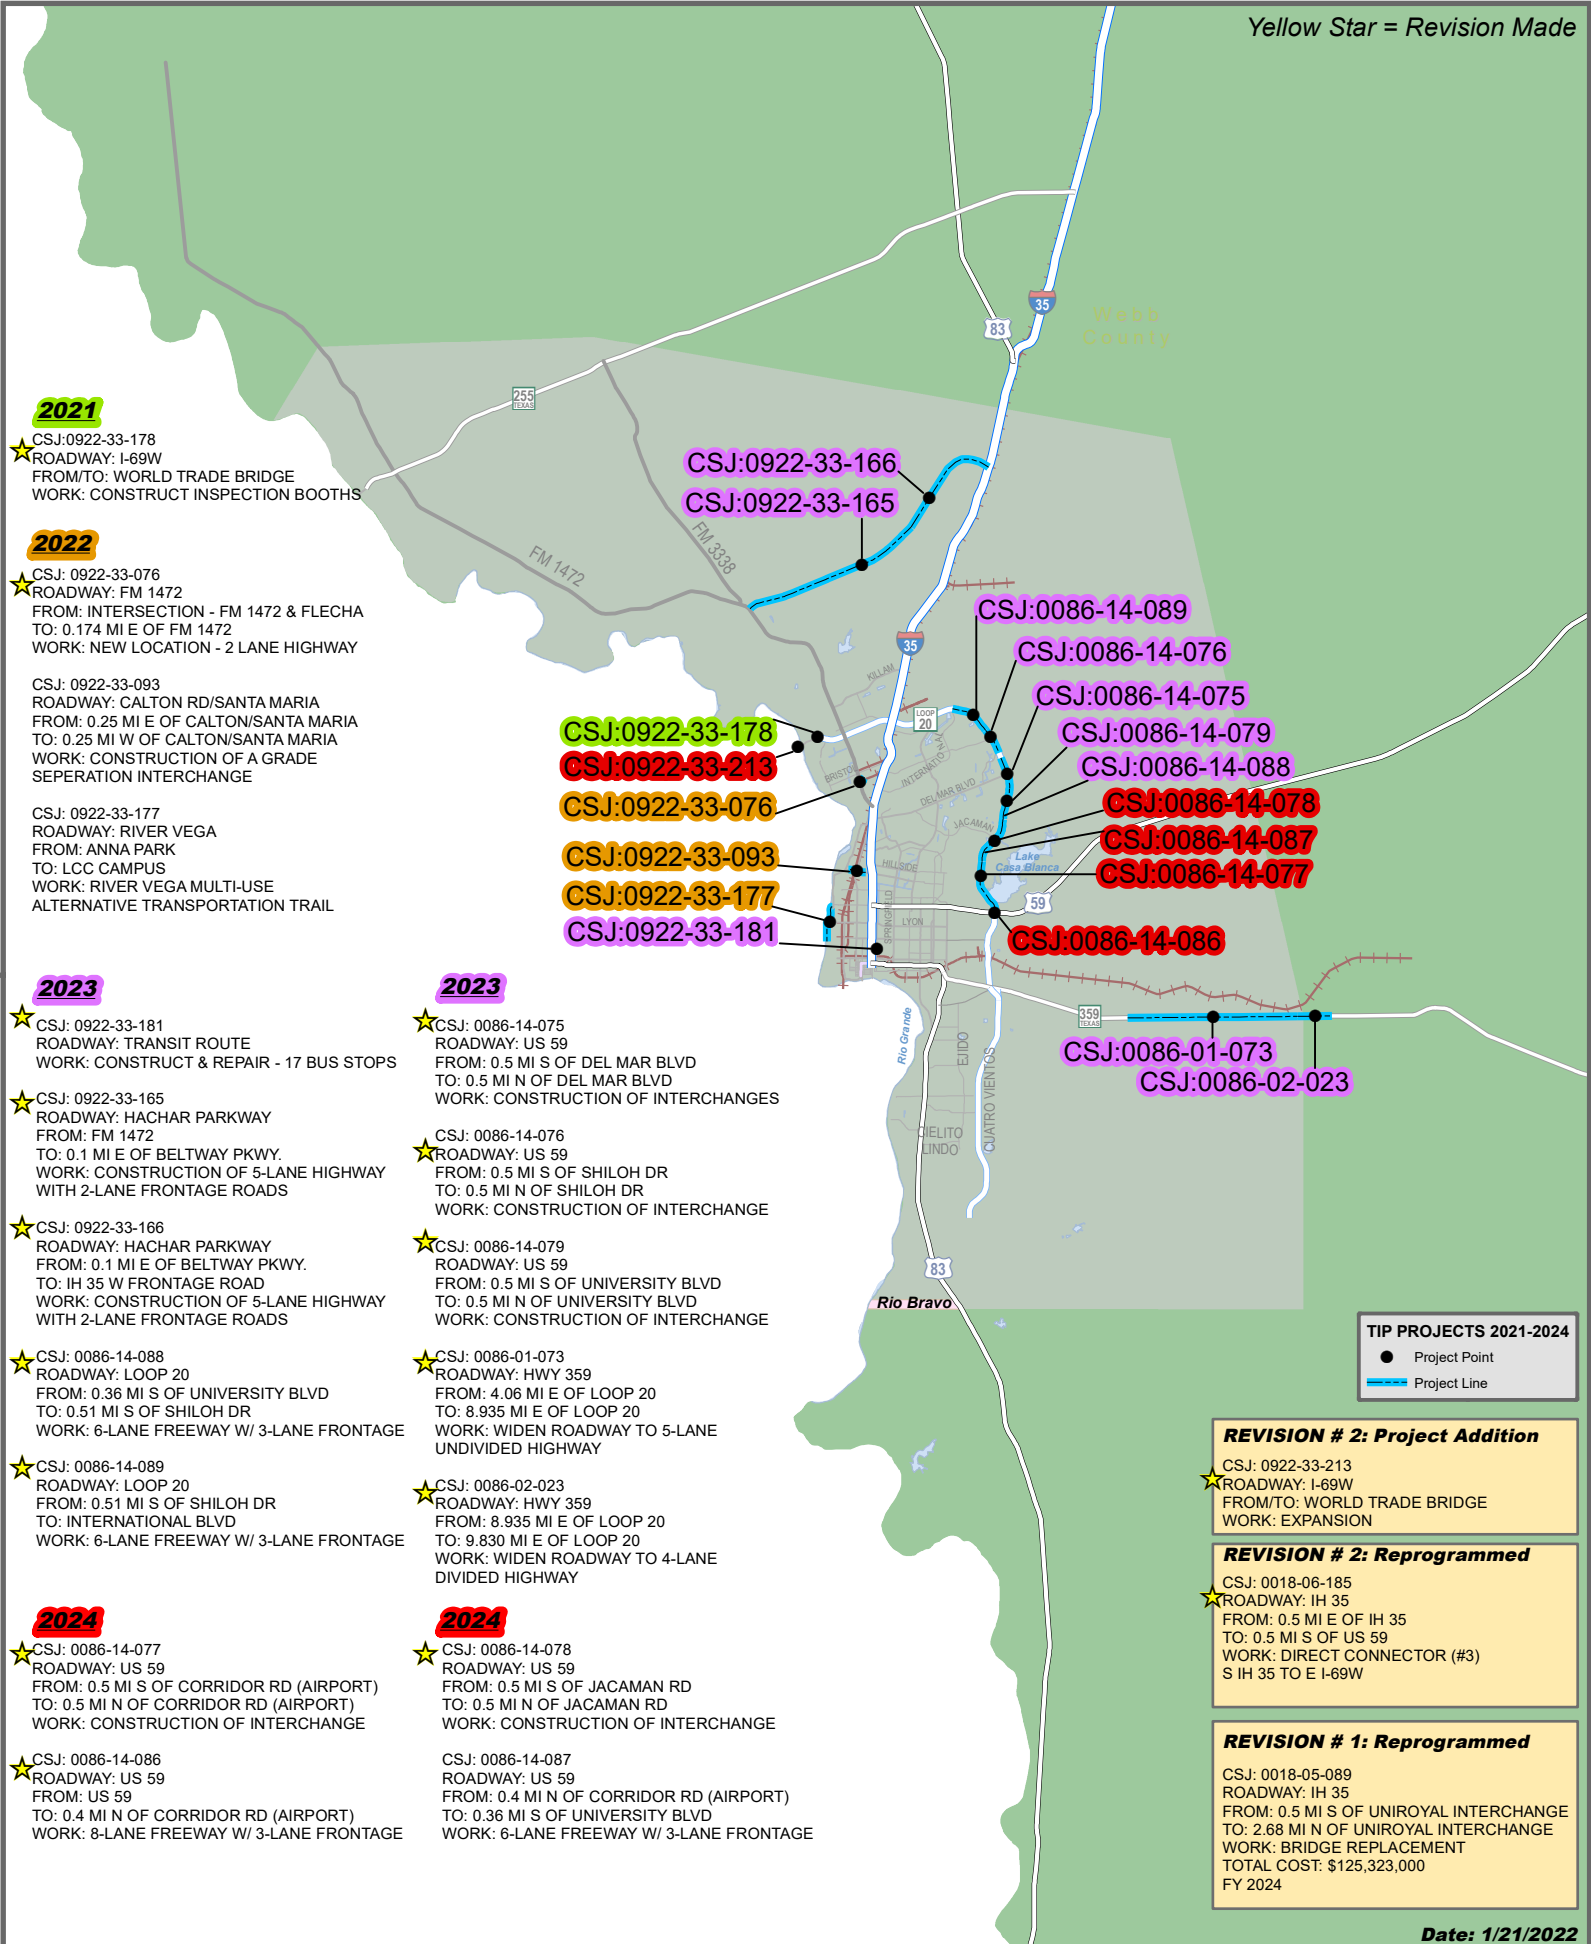 Yellow Star = Revision Made
35
83
Webb
County
255
TEXAS
2021
CSJ:0922-33-178
ROADWAY: I-69W
FROM/TO: WORLD TRADE BRIDGE
WORK: CONSTRUCT INSPECTION BOOTHS
2022
CSJ: 0922-33-076
ROADWAY: FM 1472
FROM: INTERSECTION - FM 1472 & FLECHA
TO: 0.174 MI E OF FM 1472
WORK: NEW LOCATION - 2 LANE HIGHWAY
CSJ: 0922-33-093
ROADWAY: CALTON RD/SANTA MARIA
FROM: 0.25 MI E OF CALTON/SANTA MARIA
TO: 0.25 MI W OF CALTON/SANTA MARIA
WORK: CONSTRUCTION OF A GRADE
SEPERATION INTERCHANGE
CSJ: 0922-33-177
ROADWAY: RIVER VEGA
FROM: ANNA PARK
TO: LCC CAMPUS
WORK: RIVER VEGA MULTI-USE
ALTERNATIVE TRANSPORTATION TRAIL
CSJ:0922-33-166
CSJ:0922-33-165
FM 3338
FM 1472
CSJ:0086-14-089
35
CSJ:0086-14-076
KILLAM
CSJ:0086-14-075
LOOP
20
CSJ:0922-33-178
CSJ:0086-14-079
CSJ:0922-33-213
CSJ:0086-14-088
BRISTOL
DEL MAR BLVD
CSJ:0922-33-076
CSJ:0086-14-078
JACAMAN
CSJ:0086-14-087
CSJ:0922-33-093
HILLSIDE
Lake
Casa Blanca
CSJ:0086-14-077
CSJ:0922-33-177
SPRINGFIELD
59
LYON
CSJ:0922-33-181
CSJ:0086-14-086
359
TEXAS
Rio Grande
EJIDO
CUATRO VIENTOS
CSJ:0086-01-073
CSJ:0086-02-023
CIELITO
LINDO
83
Rio Bravo
2023
CSJ: 0922-33-181
ROADWAY: TRANSIT ROUTE
WORK: CONSTRUCT & REPAIR - 17 BUS STOPS
CSJ: 0922-33-165
ROADWAY: HACHAR PARKWAY
FROM: FM 1472
TO: 0.1 MI E OF BELTWAY PKWY.
WORK: CONSTRUCTION OF 5-LANE HIGHWAY
WITH 2-LANE FRONTAGE ROADS
CSJ: 0922-33-166
ROADWAY: HACHAR PARKWAY
FROM: 0.1 MI E OF BELTWAY PKWY.
TO: IH 35 W FRONTAGE ROAD
WORK: CONSTRUCTION OF 5-LANE HIGHWAY
WITH 2-LANE FRONTAGE ROADS
CSJ: 0086-14-088
ROADWAY: LOOP 20
FROM: 0.36 MI S OF UNIVERSITY BLVD
TO: 0.51 MI S OF SHILOH DR
WORK: 6-LANE FREEWAY W/ 3-LANE FRONTAGE
CSJ: 0086-14-089
ROADWAY: LOOP 20
FROM: 0.51 MI S OF SHILOH DR
TO: INTERNATIONAL BLVD
WORK: 6-LANE FREEWAY W/ 3-LANE FRONTAGE
2023
CSJ: 0086-14-075
ROADWAY: US 59
FROM: 0.5 MI S OF DEL MAR BLVD
TO: 0.5 MI N OF DEL MAR BLVD
WORK: CONSTRUCTION OF INTERCHANGES
CSJ: 0086-14-076
ROADWAY: US 59
FROM: 0.5 MI S OF SHILOH DR
TO: 0.5 MI N OF SHILOH DR
WORK: CONSTRUCTION OF INTERCHANGE
CSJ: 0086-14-079
ROADWAY: US 59
FROM: 0.5 MI S OF UNIVERSITY BLVD
TO: 0.5 MI N OF UNIVERSITY BLVD
WORK: CONSTRUCTION OF INTERCHANGE
CSJ: 0086-01-073
ROADWAY: HWY 359
FROM: 4.06 MI E OF LOOP 20
TO: 8.935 MI E OF LOOP 20
WORK: WIDEN ROADWAY TO 5-LANE
UNDIVIDED HIGHWAY
CSJ: 0086-02-023
ROADWAY: HWY 359
FROM: 8.935 MI E OF LOOP 20
TO: 9.830 MI E OF LOOP 20
WORK: WIDEN ROADWAY TO 4-LANE
DIVIDED HIGHWAY
2024
CSJ: 0086-14-077
ROADWAY: US 59
FROM: 0.5 MI S OF CORRIDOR RD (AIRPORT)
TO: 0.5 MI N OF CORRIDOR RD (AIRPORT)
WORK: CONSTRUCTION OF INTERCHANGE
CSJ: 0086-14-086
ROADWAY: US 59
FROM: US 59
TO: 0.4 MI N OF CORRIDOR RD (AIRPORT)
WORK: 8-LANE FREEWAY W/ 3-LANE FRONTAGE
2024
CSJ: 0086-14-078
ROADWAY: US 59
FROM: 0.5 MI S OF JACAMAN RD
TO: 0.5 MI N OF JACAMAN RD
WORK: CONSTRUCTION OF INTERCHANGE
CSJ: 0086-14-087
ROADWAY: US 59
FROM: 0.4 MI N OF CORRIDOR RD (AIRPORT)
TO: 0.36 MI S OF UNIVERSITY BLVD
WORK: 6-LANE FREEWAY W/ 3-LANE FRONTAGE
TIP PROJECTS 2021-2024
Project Point
Project Line
REVISION # 2: Project Addition
CSJ: 0922-33-213
ROADWAY: I-69W
FROM/TO: WORLD TRADE BRIDGE
WORK: EXPANSION
REVISION # 2: Reprogrammed
CSJ: 0018-06-185
ROADWAY: IH 35
FROM: 0.5 MI E OF IH 35
TO: 0.5 MI S OF US 59
WORK: DIRECT CONNECTOR (#3)
S IH 35 TO E I-69W
REVISION # 1: Reprogrammed
CSJ: 0018-05-089
ROADWAY: IH 35
FROM: 0.5 MI S OF UNIROYAL INTERCHANGE
TO: 2.68 MI N OF UNIROYAL INTERCHANGE
WORK: BRIDGE REPLACEMENT
TOTAL COST: $125,323,000
FY 2024
Date: 1/21/2022